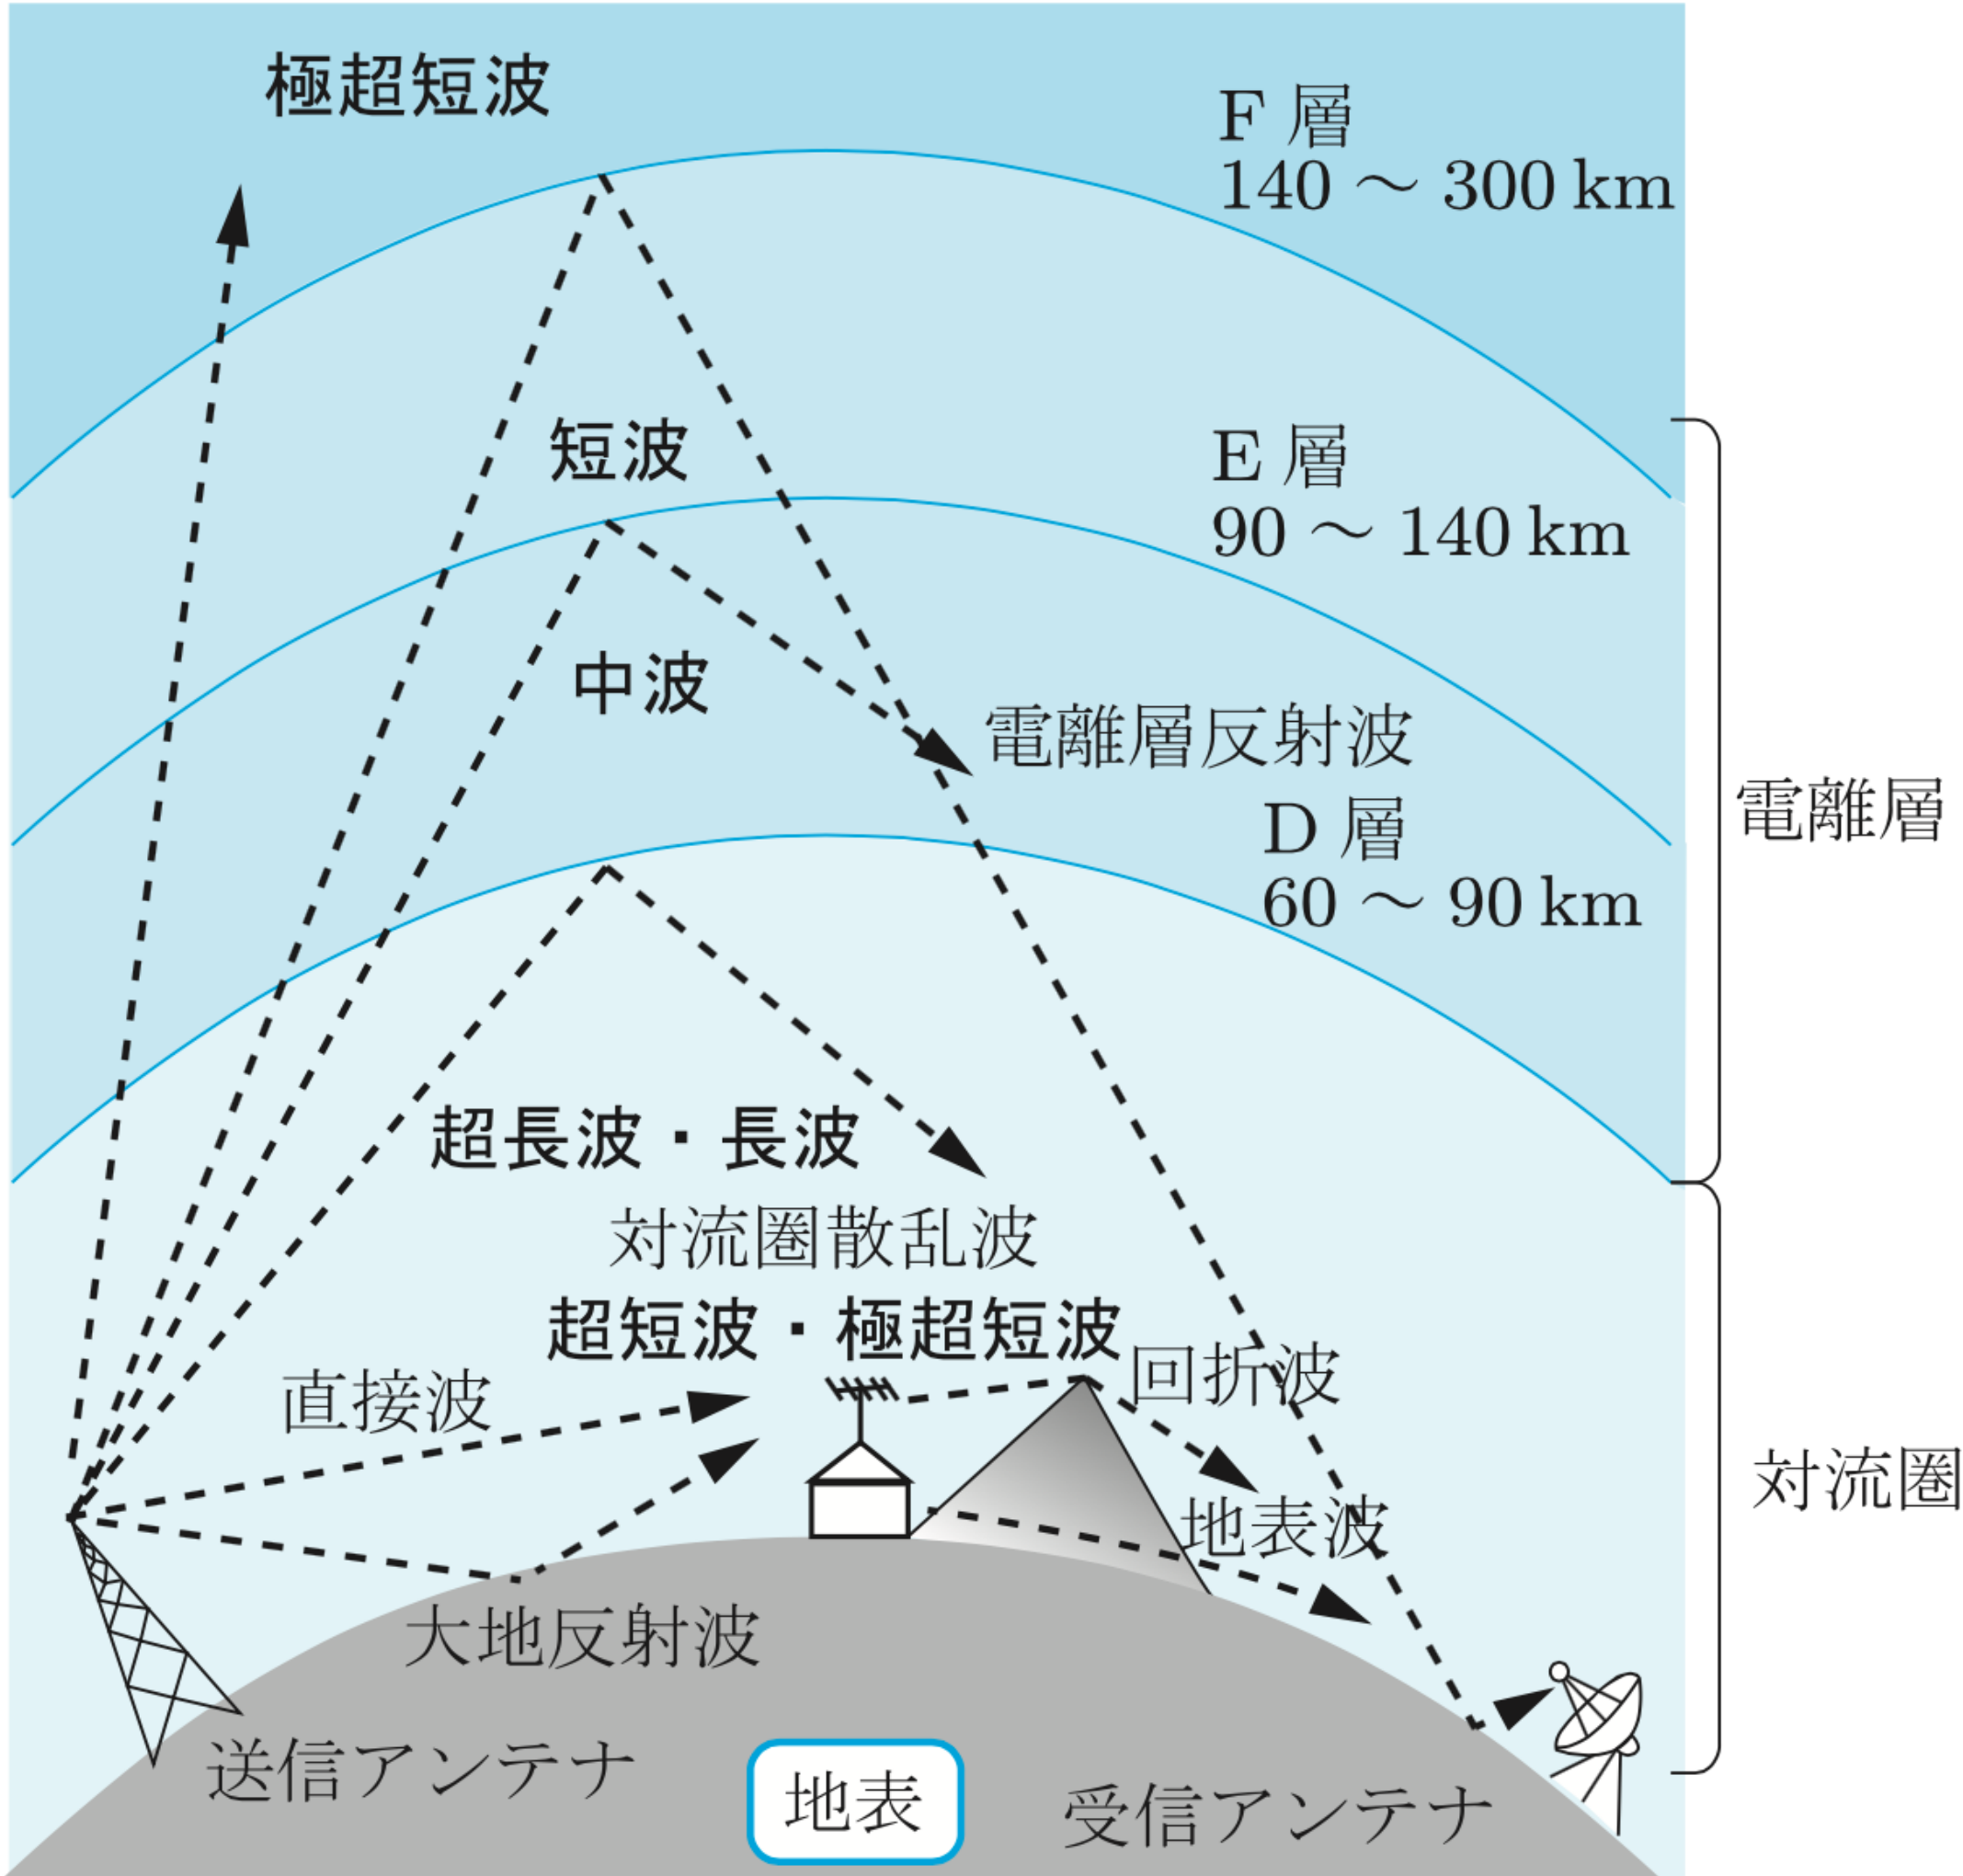 極超短波
F 層
140 〜 300 km
短波
E 層
90 〜 140 km
中波
電離層反射波
電離層
D 層
60 〜 90 km
超長波・長波
対流圏散乱波
超短波・極超短波
回折波
直接波
対流圏
地表波
大地反射波
送信アンテナ
地表
受信アンテナ